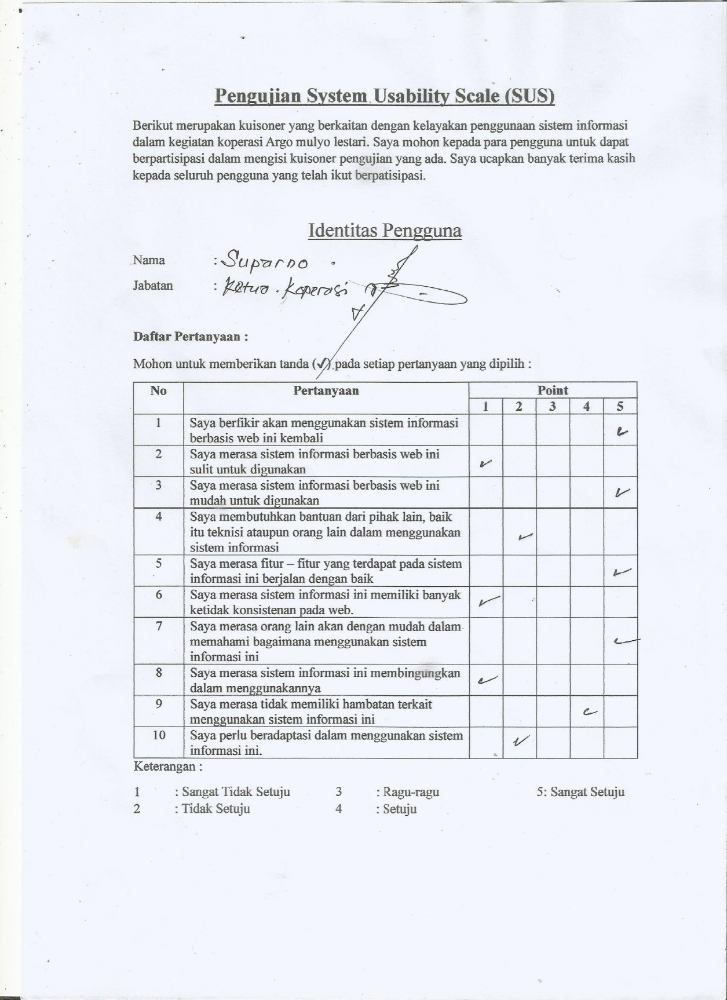 Pengujian System Usability Scale (SUS)
Berikut merupakan kuisoner yang berkaitan dengan kelayakan penggunaan sistem informasi
dalam kegiatan koperasi Argo mulyo lestari. Saya mohon kepada para pengguna untuk dapat
berpartisipasi dalam mengisi kuisoner pengujian yang ada. Saya ucapkan banyak terima kasih
kepada seluruh pengguna yang telah ikut berpatisipasi.
Identitas Pengguna
Nama : Suparno
Jabatan : Ketua Koperasi
Daftar Pertanyaan :
Mohon untuk memberikan tanda (✓) pada setiap pertanyaan yang dipilih :
No Pertanyaan Point
1 2 3 4 5
1 Saya berfikir akan menggunakan sistem informasi
berbasis web ini kembali ✓
2 Saya merasa sistem informasi berbasis web ini
sulit untuk digunakan ✓
3 Saya merasa sistem informasi berbasis web ini
mudah untuk digunakan ✓
4 Saya membutuhkan bantuan dari pihak lain, baik
itu teknisi ataupun orang lain dalam menggunakan ✓
sistem informasi
5 Saya merasa fitur – fitur yang terdapat pada sistem
informasi ini berjalan dengan baik ✓
6 Saya merasa sistem informasi ini memiliki banyak
ketidak konsistenan pada web. ✓
7 Saya merasa orang lain akan dengan mudah dalam
memahami bagaimana menggunakan sistem ✓
informasi ini
8 Saya merasa sistem informasi ini membingungkan
dalam menggunakannya ✓
9 Saya merasa tidak memiliki hambatan terkait
menggunakan sistem informasi ini ✓
10 Saya perlu beradaptasi dalam menggunakan sistem
informasi ini. ✓
Keterangan :
1 : Sangat Tidak Setuju 3 : Ragu-ragu 5: Sangat Setuju
2 : Tidak Setuju 4 : Setuju